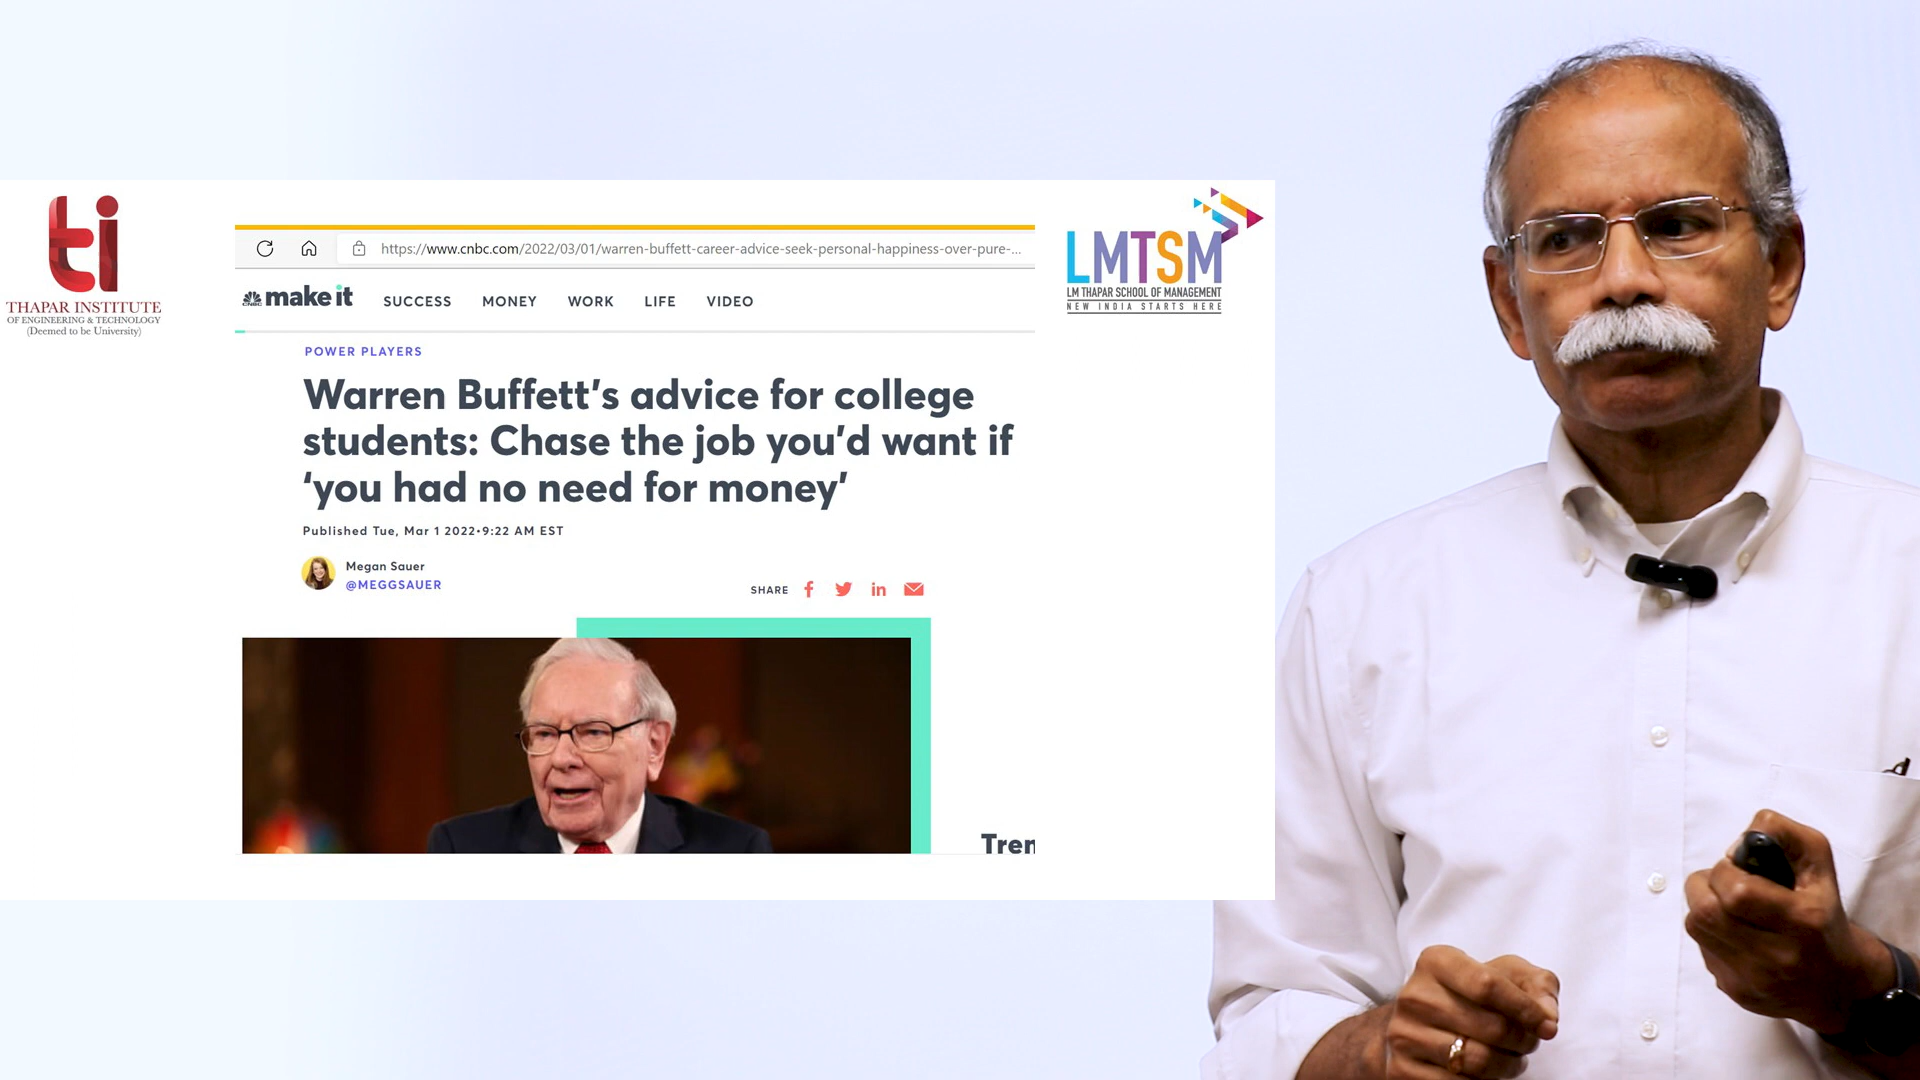 ti
THAPAR INSTITUTE
OF ENGINEERING & TECHNOLOGY
(Deemed to be University)
https://www.cnbc.com/2022/03/01/warren-buffett-career-advice-seek-personal-happiness-over-pure-...
CNBC make it SUCCESS MONEY WORK LIFE VIDEO
LMTSM
LM THAPAR SCHOOL OF MANAGEMENT
NEW INDIA STARTS HERE
POWER PLAYERS
Warren Buffett's advice for college
students: Chase the job you'd want if
‘you had no need for money’
Published Tue, Mar 1 2022•9:22 AM EST
Megan Sauer
@MEGGSAUER
SHARE f in
Tren